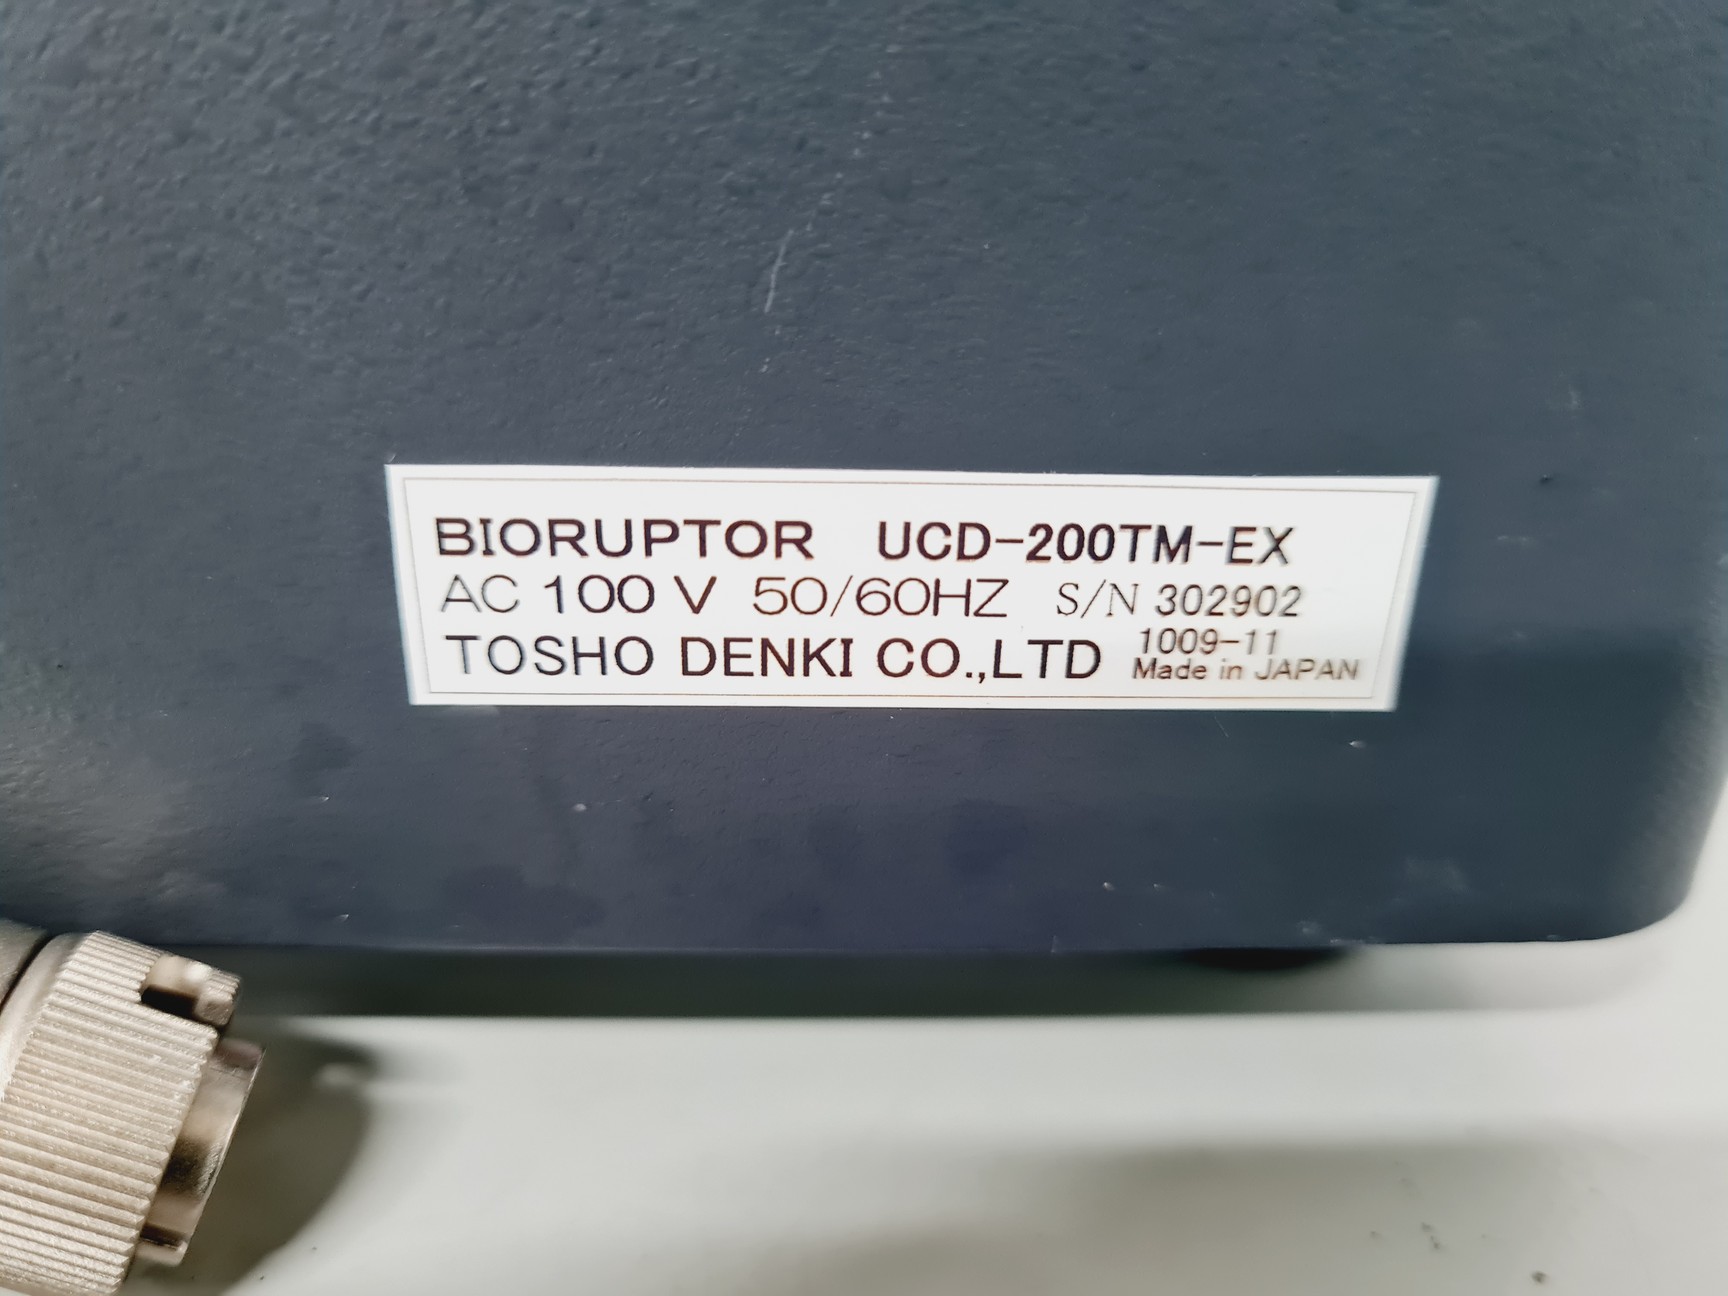 BIORUPTOR UCD-200TM-EX
AC 100 V 50/60HZ S/N 302902
TOSHO DENKI CO.,LTD 1009-11
Made in JAPAN